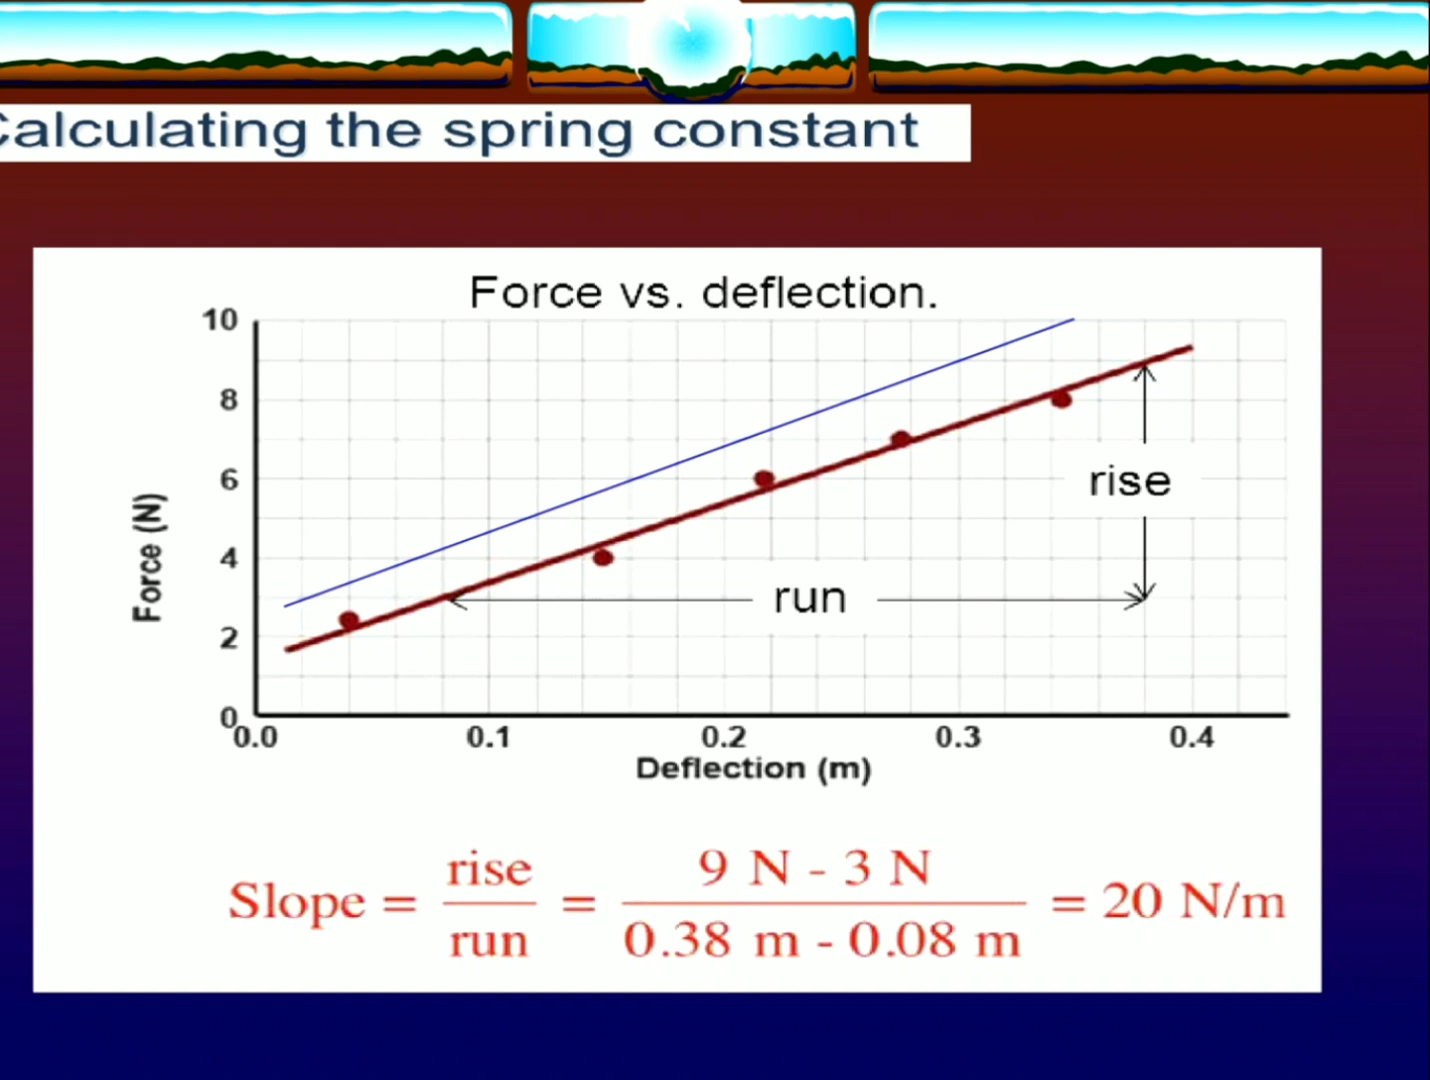 Calculating the spring constant
Force vs. deflection.
10
8
6
4
2
0
Force (N)
rise
run
0.0 0.1 0.2 0.3 0.4
Deflection (m)
Slope = rise / run = 9 N - 3 N / 0.38 m - 0.08 m = 20 N/m